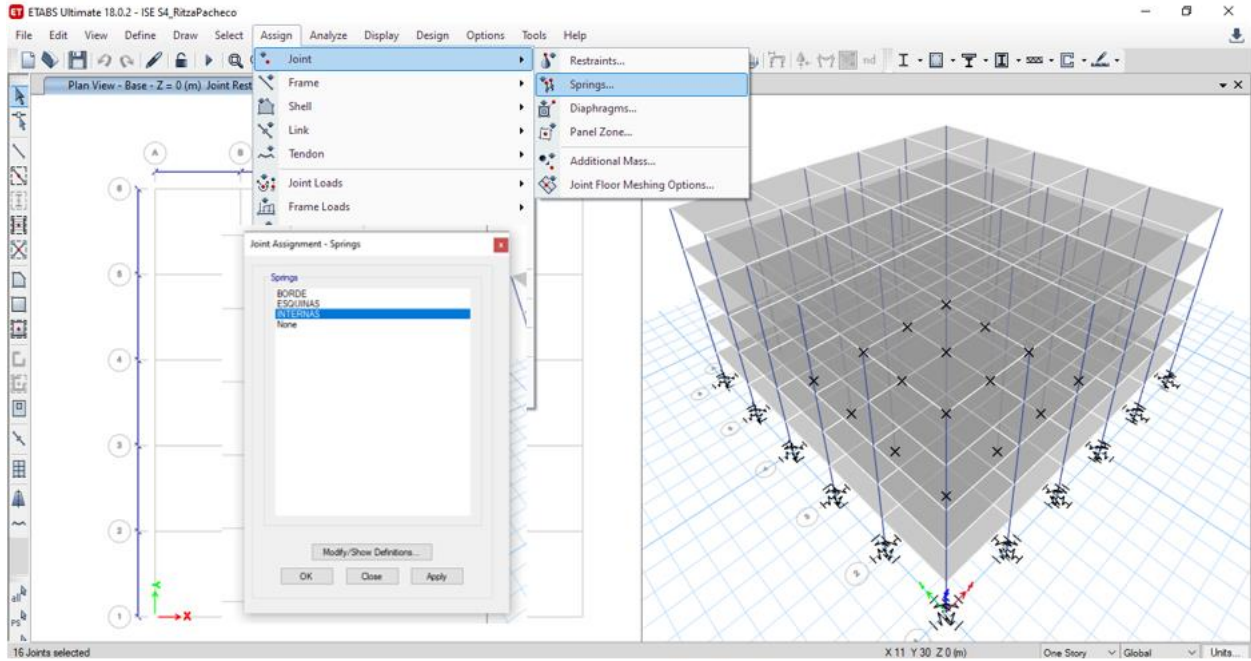 ETABS Ultimate 18.0.2 - ISE S4_RitzaPacheco
File Edit View Define Draw Select Assign Analyze Display Design Options Tools Help
nd
Plan View - Base - Z = 0 (m) Joint Rest
Joint
Frame
Shell
Link
Tendon
Joint Loads
Frame Loads
Restraints...
Springs...
Diaphragms...
Panel Zone...
Additional Mass...
Joint Floor Meshing Options...
A
B
6
5
4
3
2
1
Joint Assignment - Springs
Springs
BORDE
ESQUINAS
INTERNAS
None
Modify/Show Definitions...
OK Close Apply
Y
X
2
all
PS
16 Joints selected
X 11 Y 30 Z 0 (m)
One Story
Global
Units...